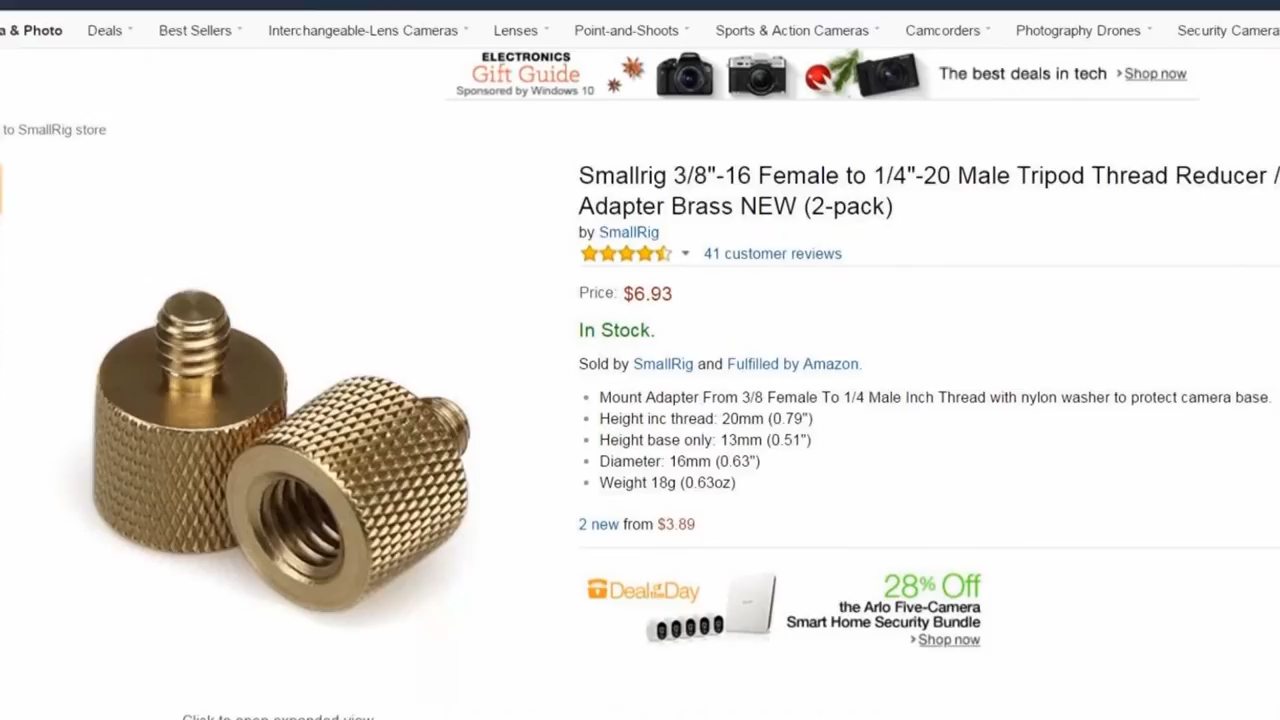 a & Photo Deals Best Sellers Interchangeable-Lens Cameras Lenses Point-and-Shoots Sports & Action Cameras Camcorders Photography Drones Security Camera
ELECTRONICS
Gift Guide
Sponsored by Windows 10
The best deals in tech › Shop now
to SmallRig store
Smallrig 3/8"-16 Female to 1/4"-20 Male Tripod Thread Reducer /
Adapter Brass NEW (2-pack)
by SmallRig
41 customer reviews
Price: $6.93
In Stock.
Sold by SmallRig and Fulfilled by Amazon.
Mount Adapter From 3/8 Female To 1/4 Male Inch Thread with nylon washer to protect camera base.
Height inc thread: 20mm (0.79")
Height base only: 13mm (0.51")
Diameter: 16mm (0.63")
Weight 18g (0.63oz)
2 new from $3.89
Deal of the Day
28% Off
the Arlo Five-Camera
Smart Home Security Bundle
› Shop now
Click to open expanded view